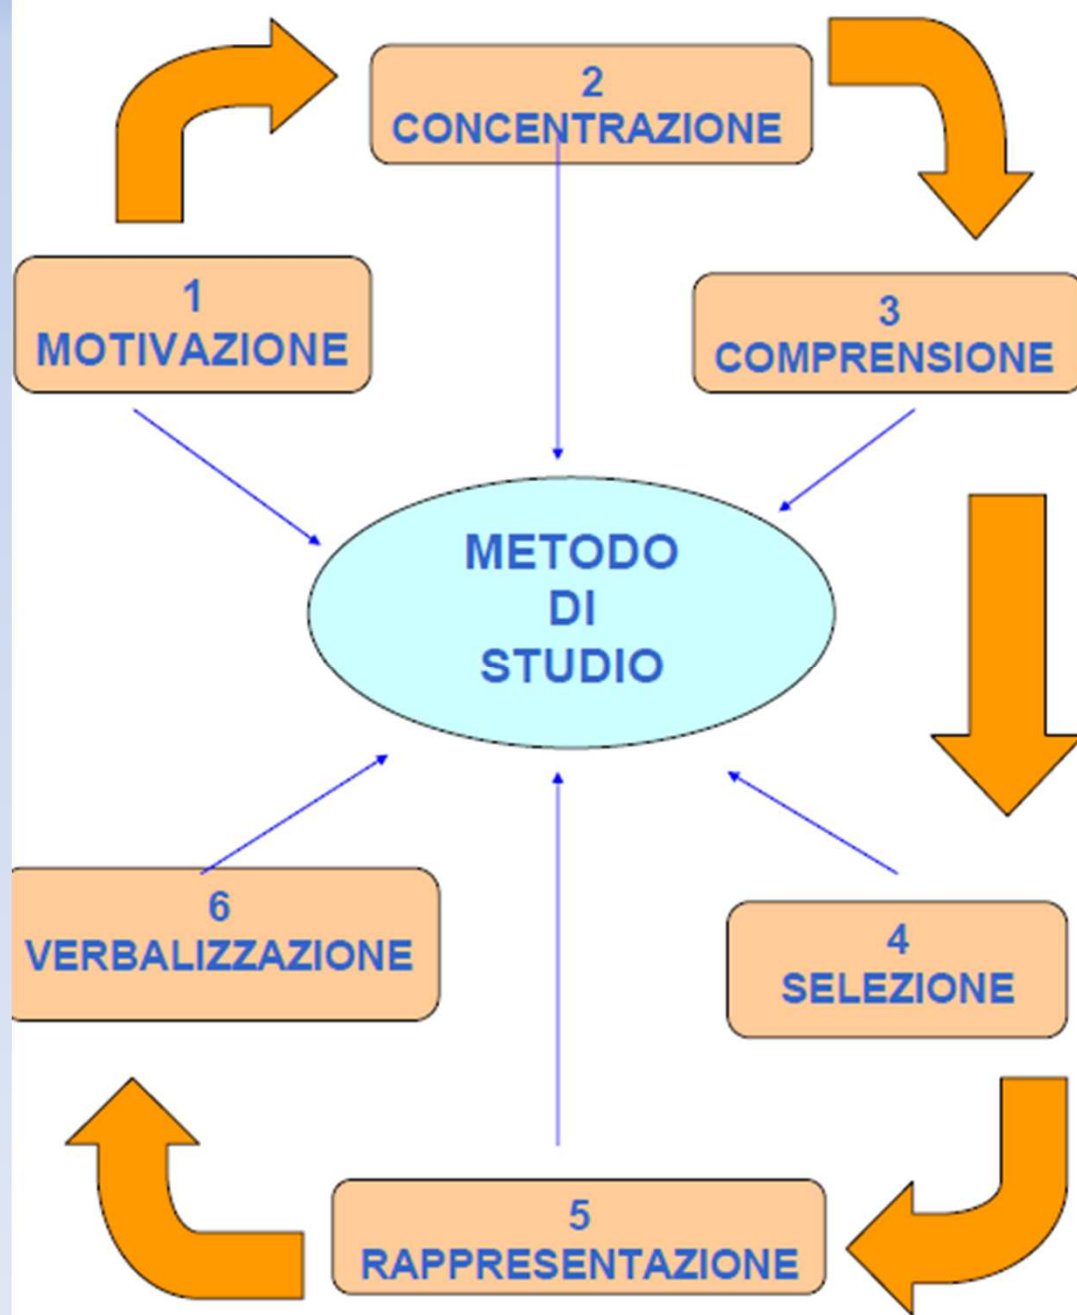 1
MOTIVAZIONE
2
CONCENTRAZIONE
3
COMPRENSIONE
METODO
DI
STUDIO
4
SELEZIONE
5
RAPPRESENTAZIONE
6
VERBALIZZAZIONE